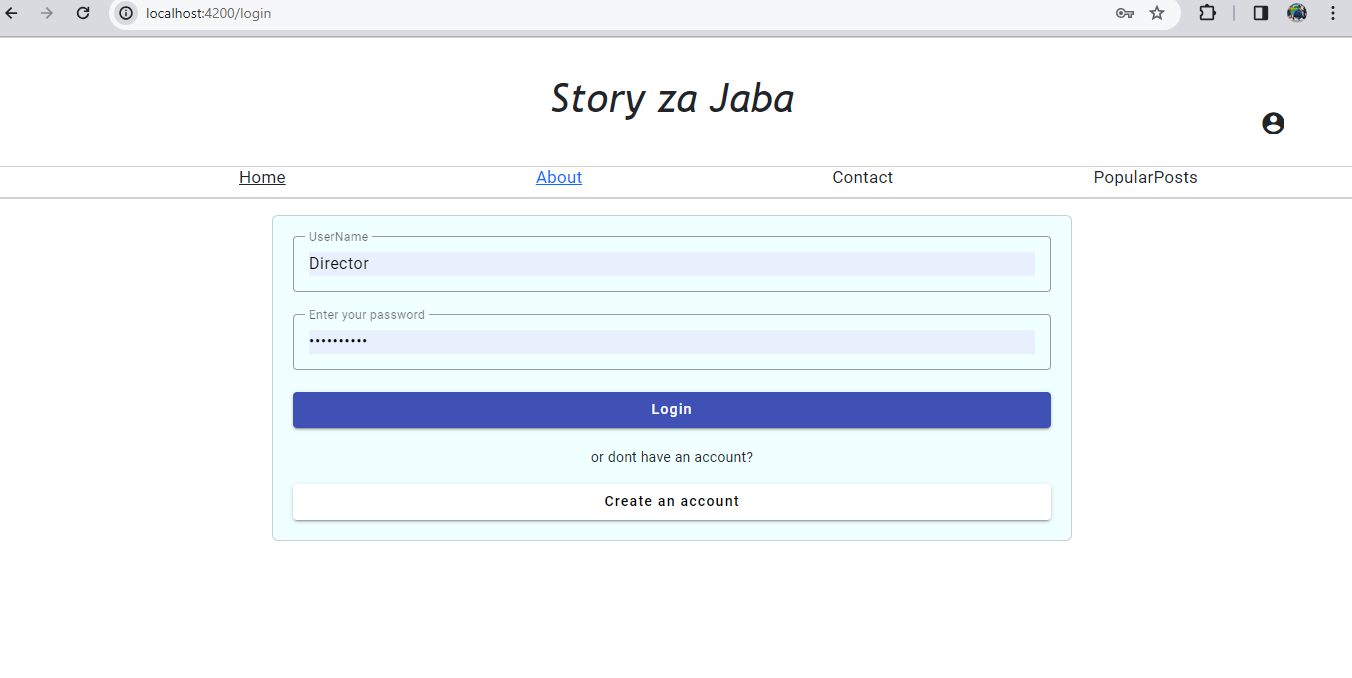 localhost:4200/login
Story za Jaba
Home About Contact PopularPosts
UserName
Director
Enter your password
••••••••••
Login
or dont have an account?
Create an account